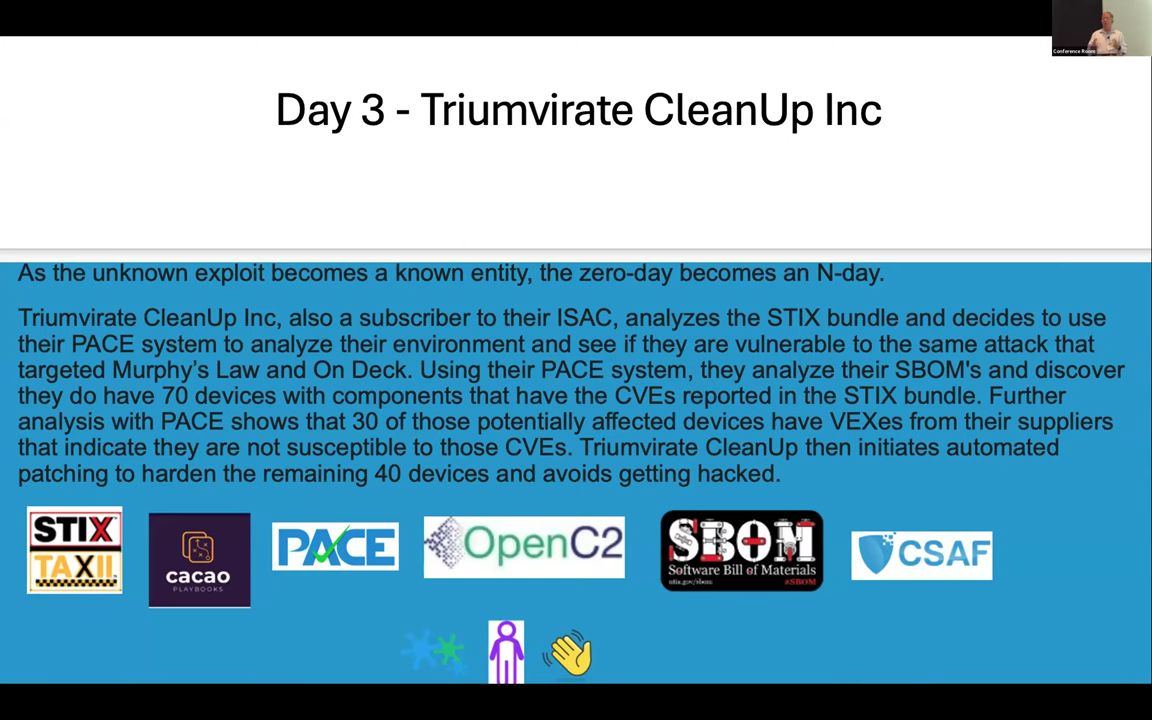 Conference Room
Day 3 - Triumvirate CleanUp Inc
As the unknown exploit becomes a known entity, the zero-day becomes an N-day.
Triumvirate CleanUp Inc, also a subscriber to their ISAC, analyzes the STIX bundle and decides to use
their PACE system to analyze their environment and see if they are vulnerable to the same attack that
targeted Murphy’s Law and On Deck. Using their PACE system, they analyze their SBOM's and discover
they do have 70 devices with components that have the CVEs reported in the STIX bundle. Further
analysis with PACE shows that 30 of those potentially affected devices have VEXes from their suppliers
that indicate they are not susceptible to those CVEs. Triumvirate CleanUp then initiates automated
patching to harden the remaining 40 devices and avoids getting hacked.
STIX
TAXII
cacao
PLAYBOOKS
PACE
OpenC2
SBOM
Software Bill of Materials
ntia.gov/sbom #SBOM
CSAF